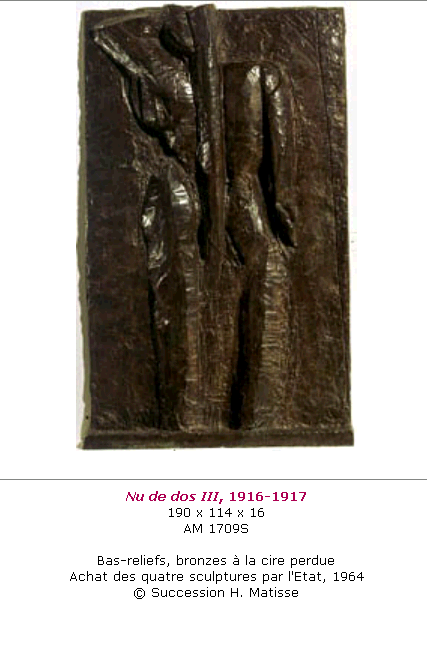 Nu de dos III, 1916-1917
190 x 114 x 16
AM 1709S
Bas-reliefs, bronzes à la cire perdue
Achat des quatre sculptures par l'Etat, 1964
© Succession H. Matisse